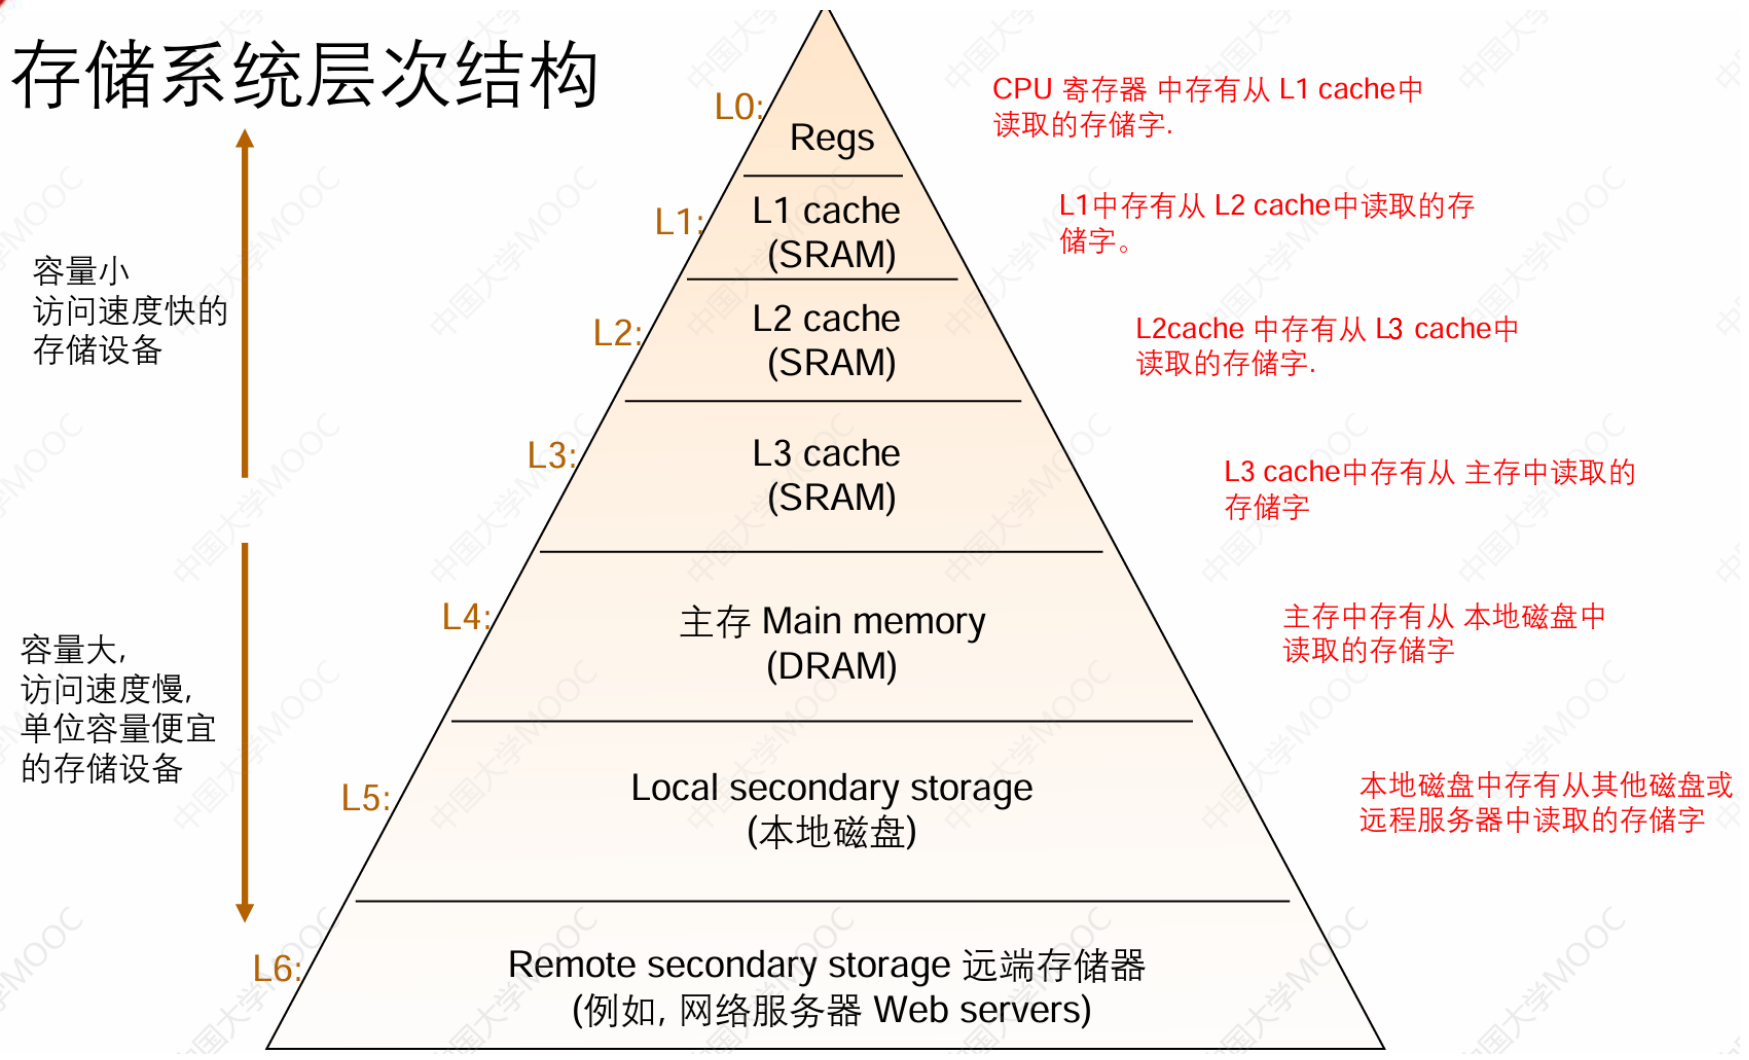 存储系统层次结构
L0:
Regs
CPU 寄存器 中存有从 L1 cache中
读取的存储字.
L1:
L1 cache
(SRAM)
L1中存有从 L2 cache中读取的存
储字。
容量小
访问速度快的
存储设备
L2:
L2 cache
(SRAM)
L2cache 中存有从 L3 cache中
读取的存储字.
L3:
L3 cache
(SRAM)
L3 cache中存有从 主存中读取的
存储字
L4:
主存 Main memory
(DRAM)
主存中存有从 本地磁盘中
读取的存储字
容量大,
访问速度慢,
单位容量便宜
的存储设备
L5:
Local secondary storage
(本地磁盘)
本地磁盘中存有从其他磁盘或
远程服务器中读取的存储字
L6:
Remote secondary storage 远端存储器
(例如, 网络服务器 Web servers)
中国大学MOOC